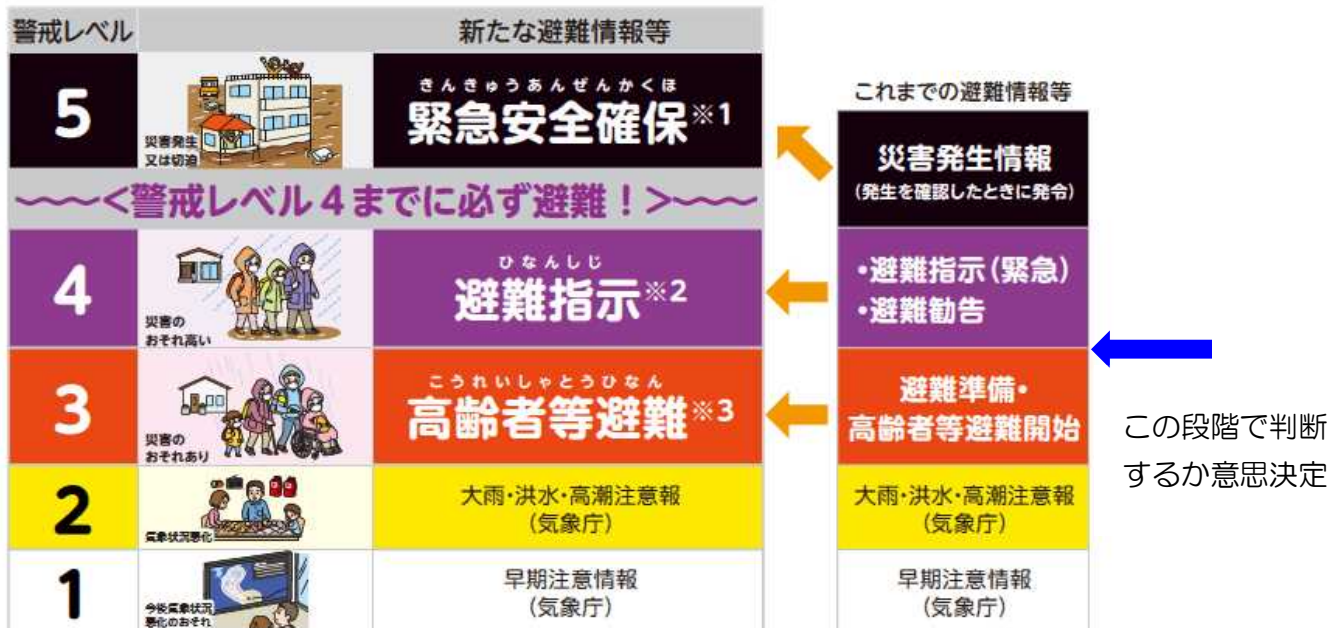 警戒レベル
新たな避難情報等
5
災害発生
又は切迫
きんきゅうあんぜんかくほ
緊急安全確保※1
<警戒レベル4までに必ず避難!>
4
災害の
おそれ高い
ひなんしじ
避難指示※2
3
災害の
おそれあり
こうれいしゃとうひなん
高齢者等避難※3
2
気象状況悪化
大雨・洪水・高潮注意報
(気象庁)
1
今後気象状況
悪化のおそれ
早期注意情報
(気象庁)
これまでの避難情報等
災害発生情報
(発生を確認したときに発令)
・避難指示(緊急)
・避難勧告
避難準備・
高齢者等避難開始
大雨・洪水・高潮注意報
(気象庁)
早期注意情報
(気象庁)
この段階で判断
するか意思決定